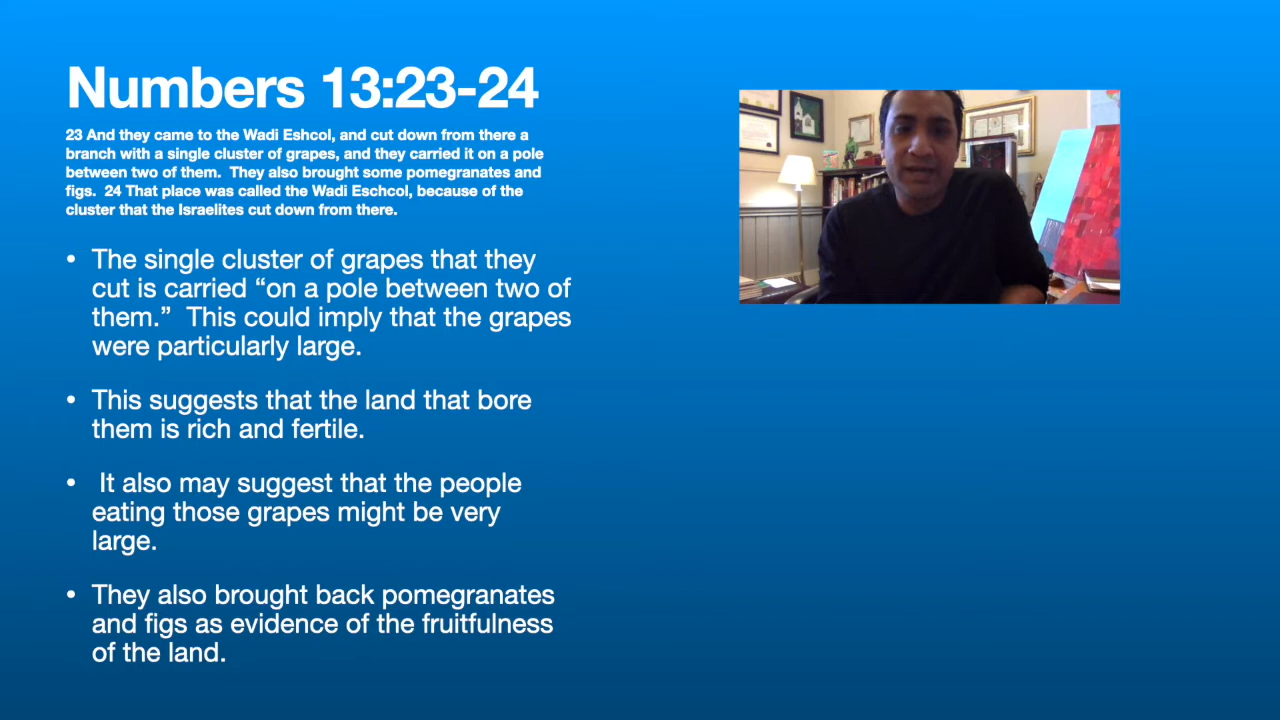 Numbers 13:23-24
23 And they came to the Wadi Eshcol, and cut down from there a
branch with a single cluster of grapes, and they carried it on a pole
between two of them.  They also brought some pomegranates and
figs.  24 That place was called the Wadi Eschcol, because of the
cluster that the Israelites cut down from there.
• The single cluster of grapes that they
cut is carried “on a pole between two of
them.”  This could imply that the grapes
were particularly large.
• This suggests that the land that bore
them is rich and fertile.
•  It also may suggest that the people
eating those grapes might be very
large.
• They also brought back pomegranates
and figs as evidence of the fruitfulness
of the land.